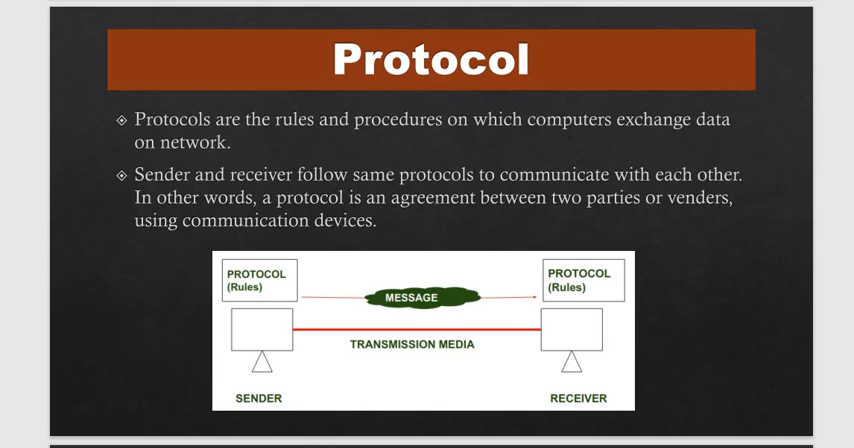 Protocol
Protocols are the rules and procedures on which computers exchange data
on network.
Sender and receiver follow same protocols to communicate with each other.
In other words, a protocol is an agreement between two parties or venders,
using communication devices.
PROTOCOL
(Rules)
MESSAGE
PROTOCOL
(Rules)
TRANSMISSION MEDIA
SENDER
RECEIVER